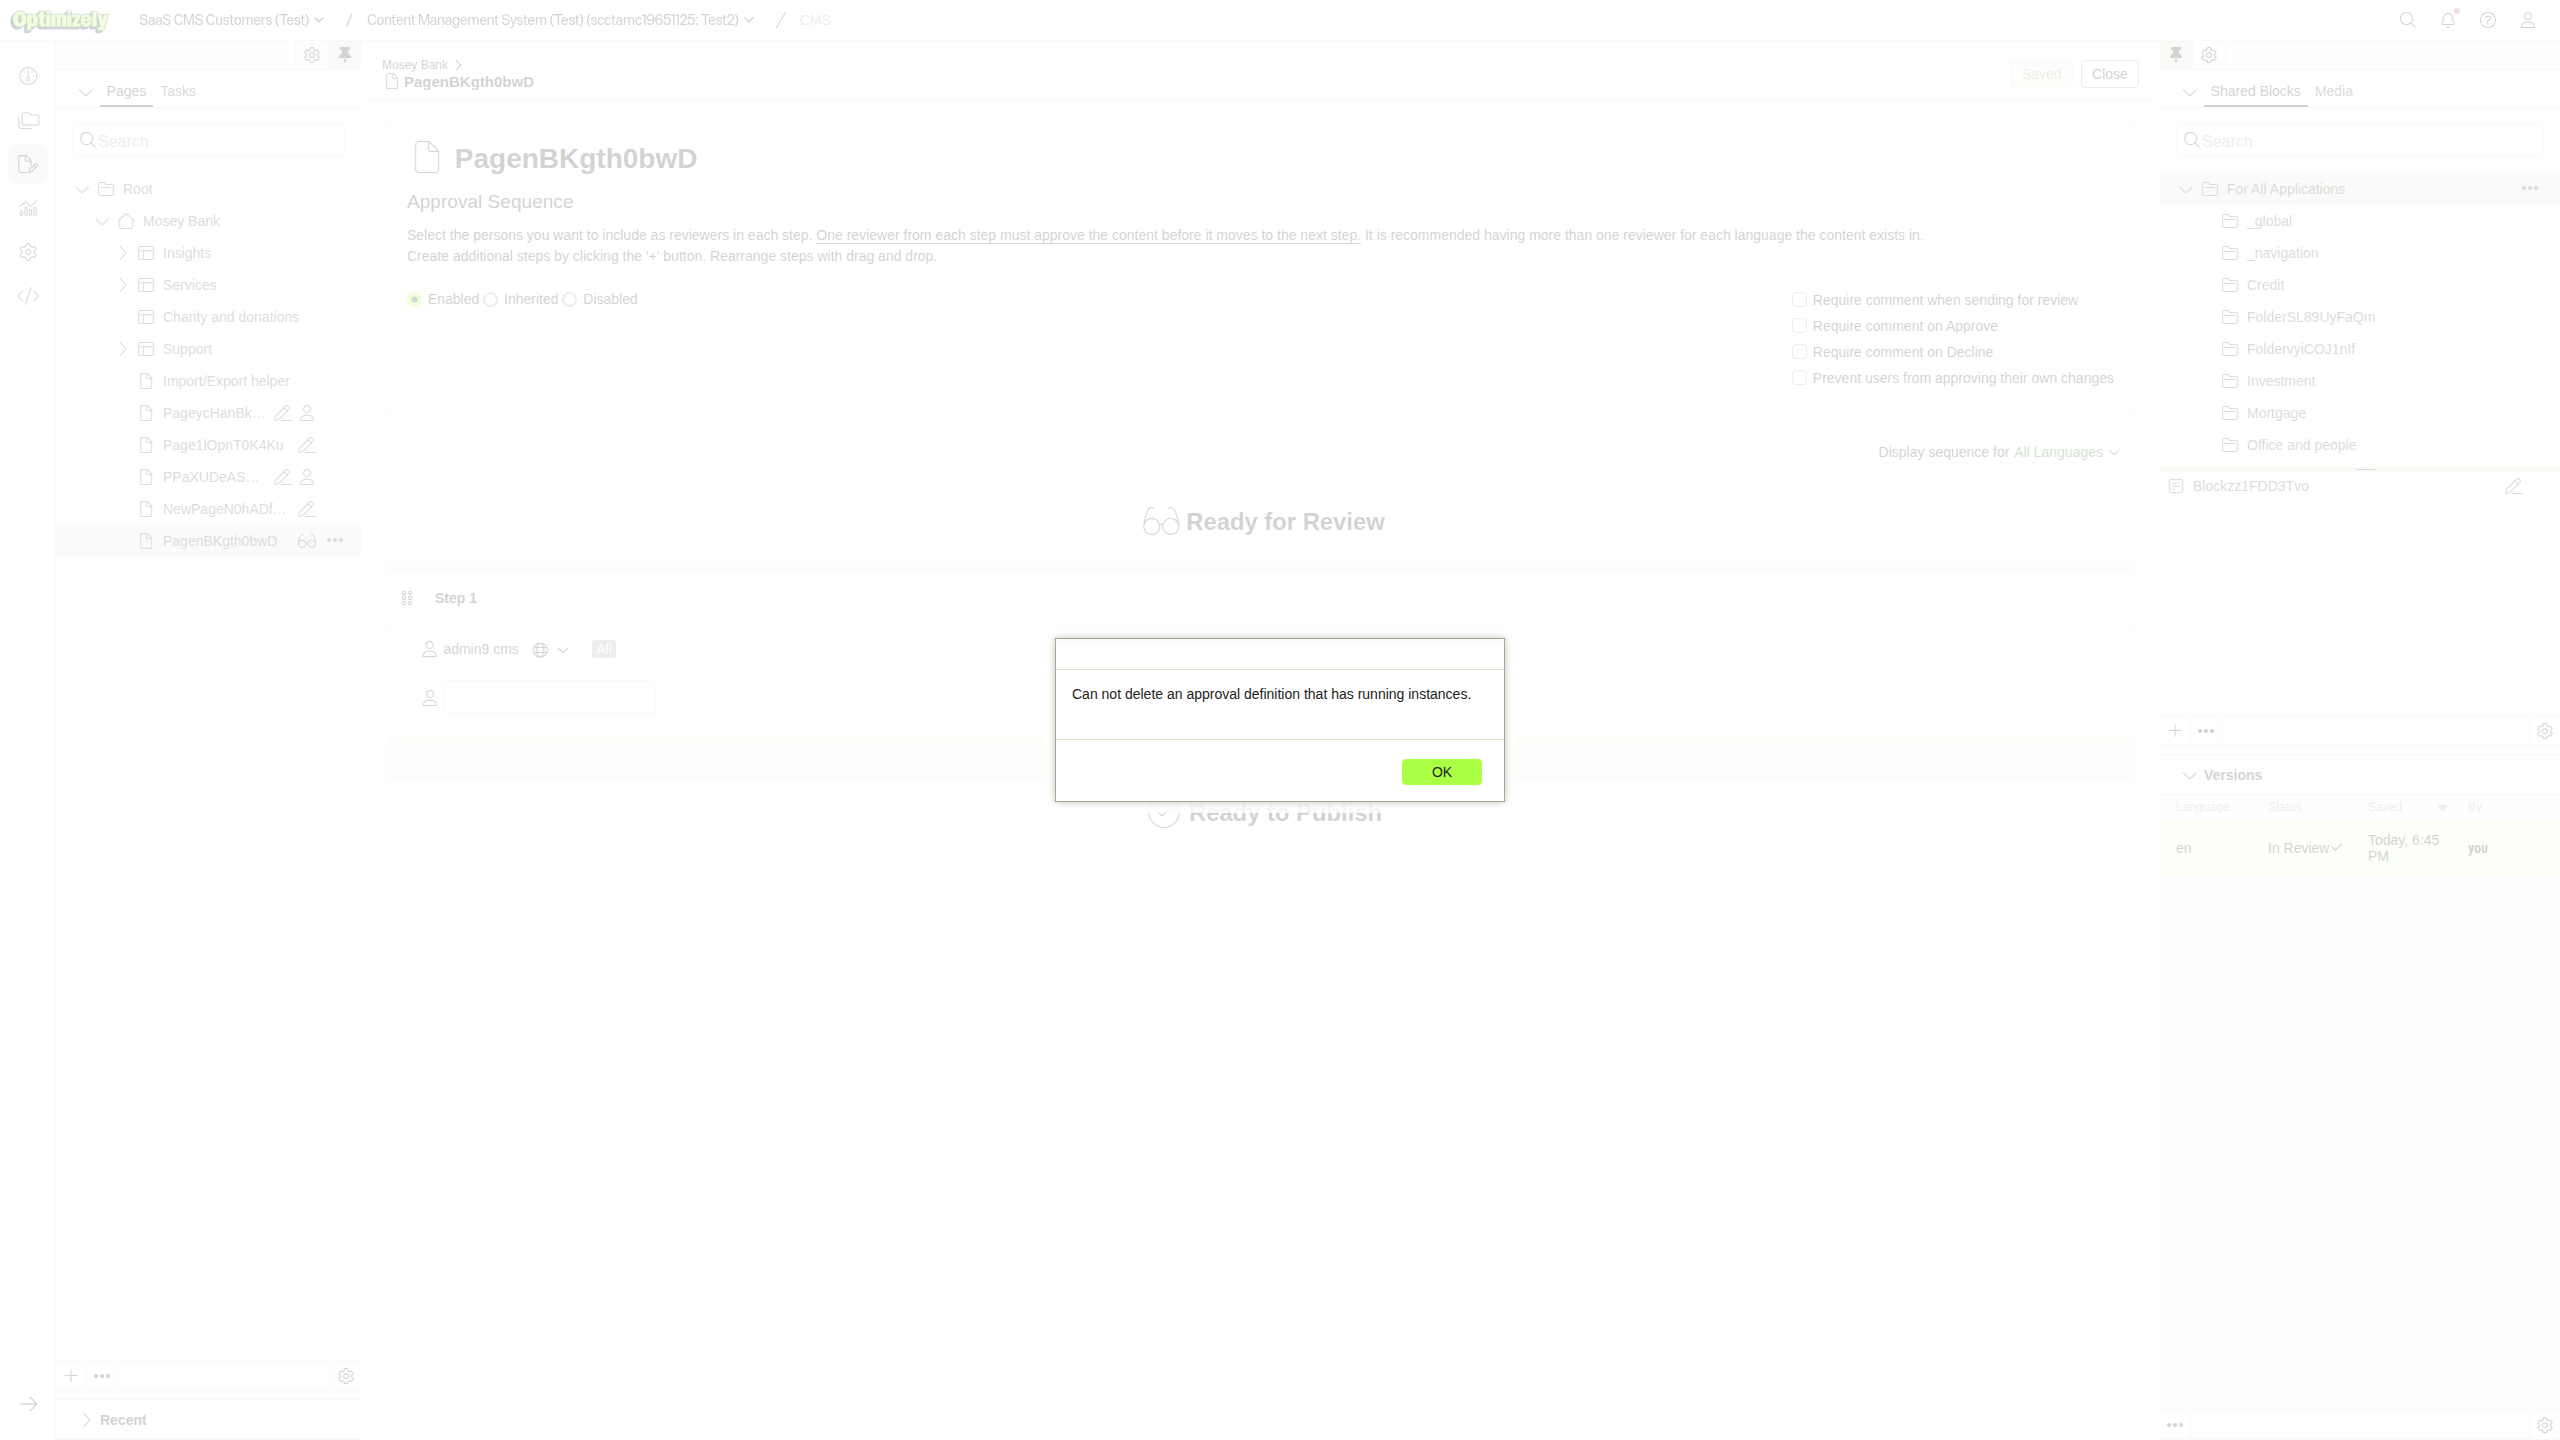 Optimizely
SaaS CMS Customers (Test) / Content Management System (Test) (scctamc19651125: Test2) / CMS
Pages Tasks
Search
Root
Mosey Bank
Insights
Services
Charity and donations
Support
Import/Export helper
PageycHanBk...
Page1lOpnT0K4Ku
PPaXUDeAS...
NewPageN0hADf...
PagenBKgth0bwD
Recent
Mosey Bank
PagenBKgth0bwD
Saved Close
PagenBKgth0bwD
Approval Sequence
Select the persons you want to include as reviewers in each step. One reviewer from each step must approve the content before it moves to the next step. It is recommended having more than one reviewer for each language the content exists in.
Create additional steps by clicking the '+' button. Rearrange steps with drag and drop.
Enabled Inherited Disabled
Require comment when sending for review
Require comment on Approve
Require comment on Decline
Prevent users from approving their own changes
Display sequence for All Languages
Ready for Review
Step 1
admin9 cms All
Can not delete an approval definition that has running instances.
OK
Ready to Publish
Shared Blocks Media
Search
For All Applications
_global
_navigation
Credit
FolderSL89UyFaQm
FoldervyiCOJ1nIf
Investment
Mortgage
Office and people
Blockzz1FDD3Tvo
Versions
Language Status Saved By
en In Review Today, 6:45 PM you